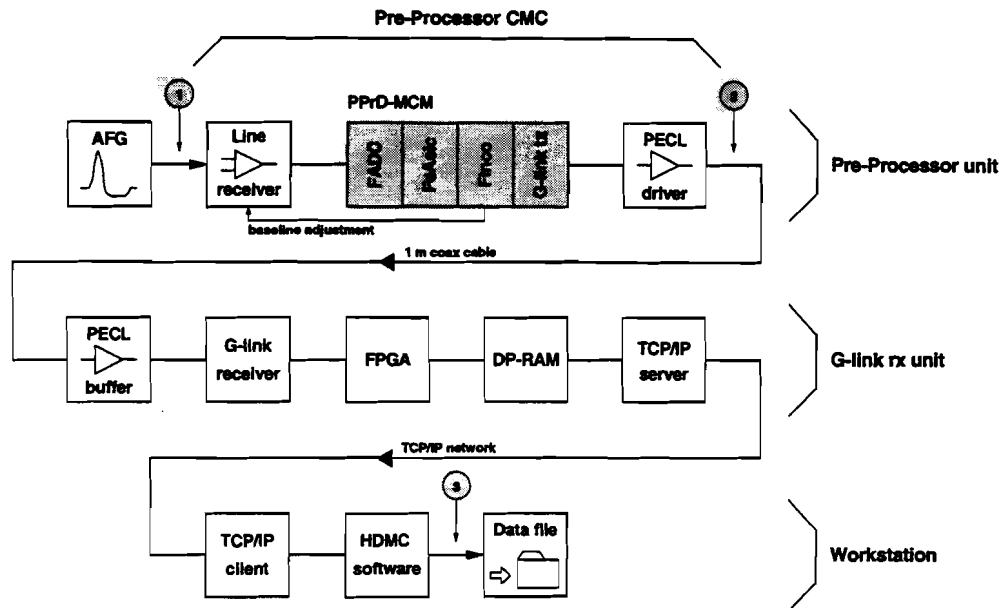 Pre-Processor CMC
1
2
PPrD-MCM
AFG
Line
receiver
FADC
Finco
G-link tx
PECL
driver
Pre-Processor unit
baseline adjustment
1 m coax cable
PECL
buffer
G-link
receiver
FPGA
DP-RAM
TCP/IP
server
G-link rx unit
TCP/IP network
3
TCP/IP
client
HDMC
software
Data file
Workstation